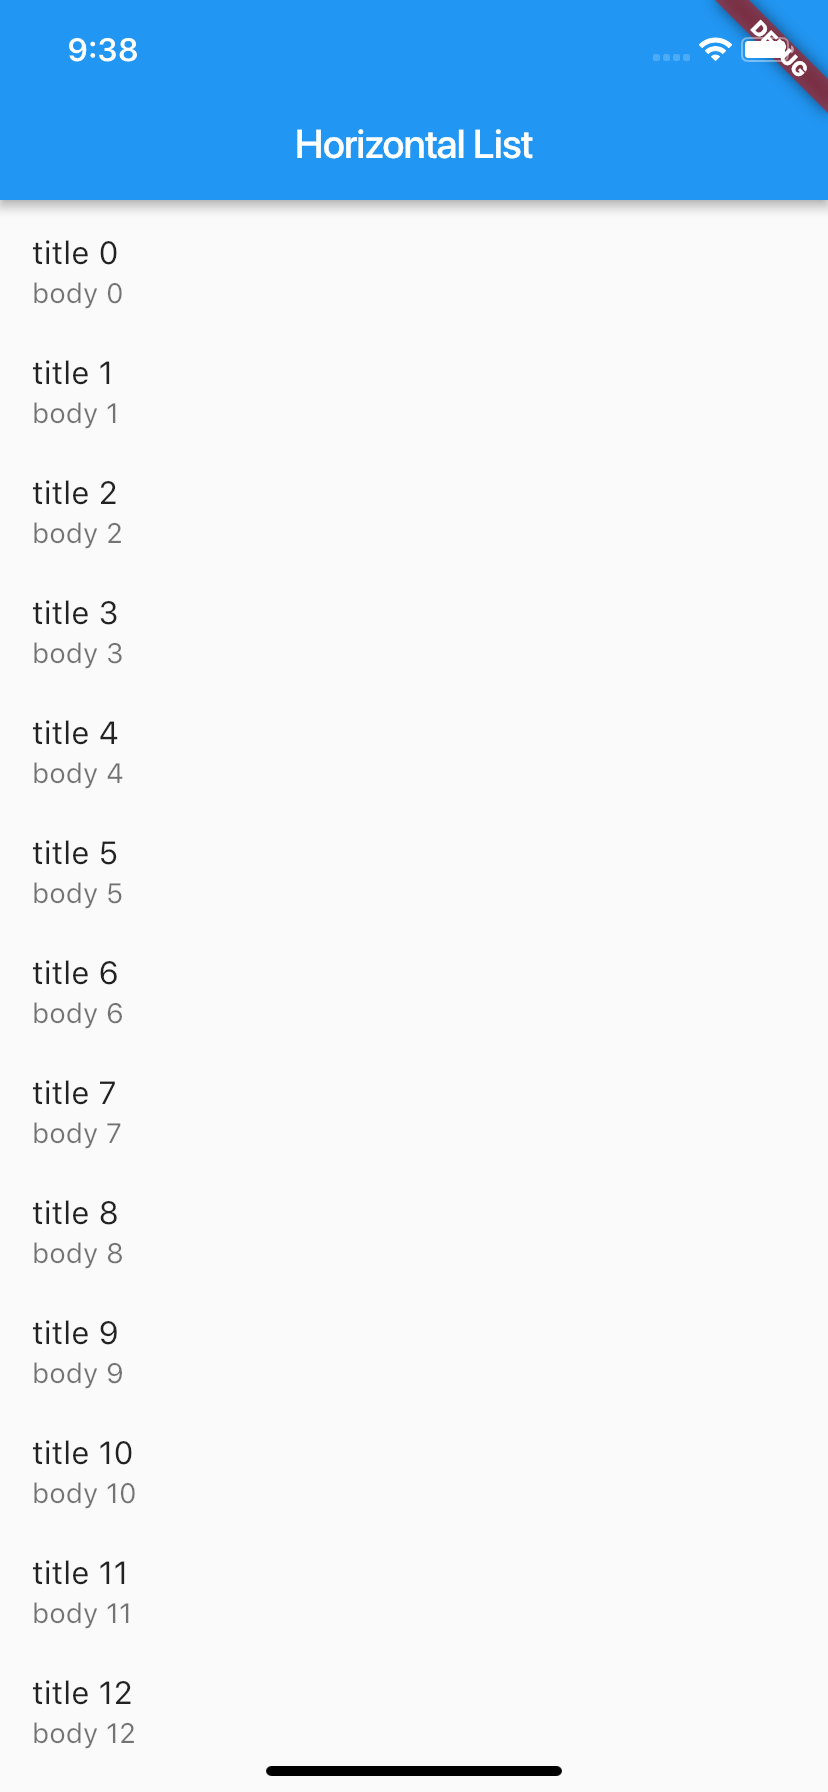 9:38
DEBUG
Horizontal List
title 0
body 0
title 1
body 1
title 2
body 2
title 3
body 3
title 4
body 4
title 5
body 5
title 6
body 6
title 7
body 7
title 8
body 8
title 9
body 9
title 10
body 10
title 11
body 11
title 12
body 12